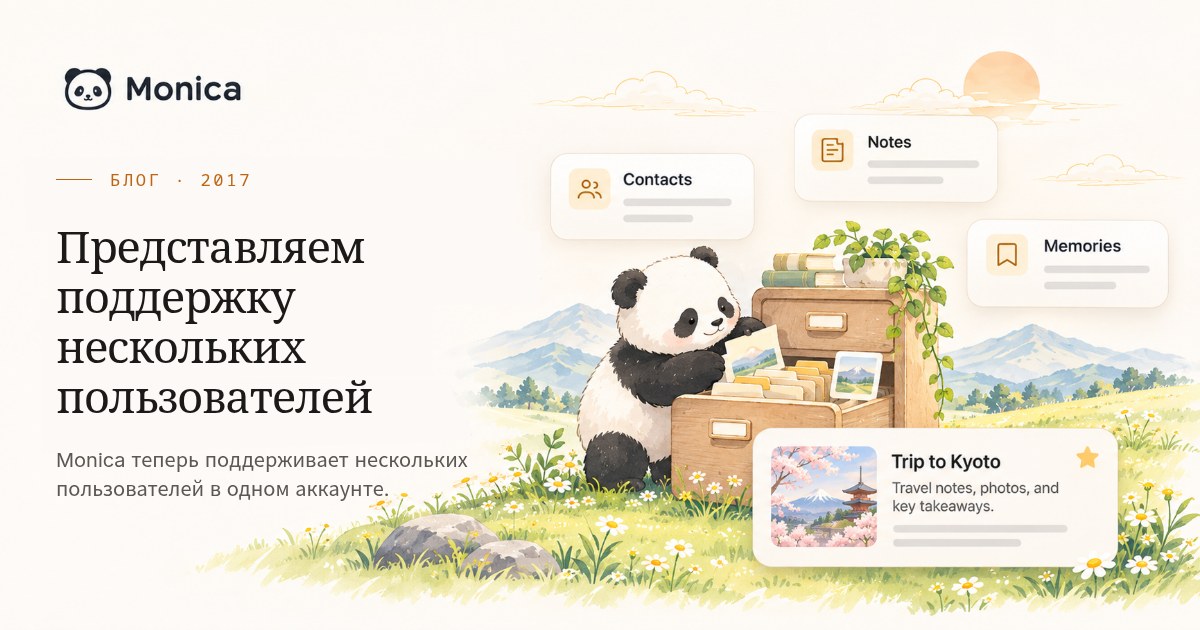 Monica
БЛОГ · 2017
Представляем
поддержку
нескольких
пользователей
Monica теперь поддерживает нескольких
пользователей в одном аккаунте.
Contacts
Notes
Memories
Trip to Kyoto
Travel notes, photos, and
key takeaways.